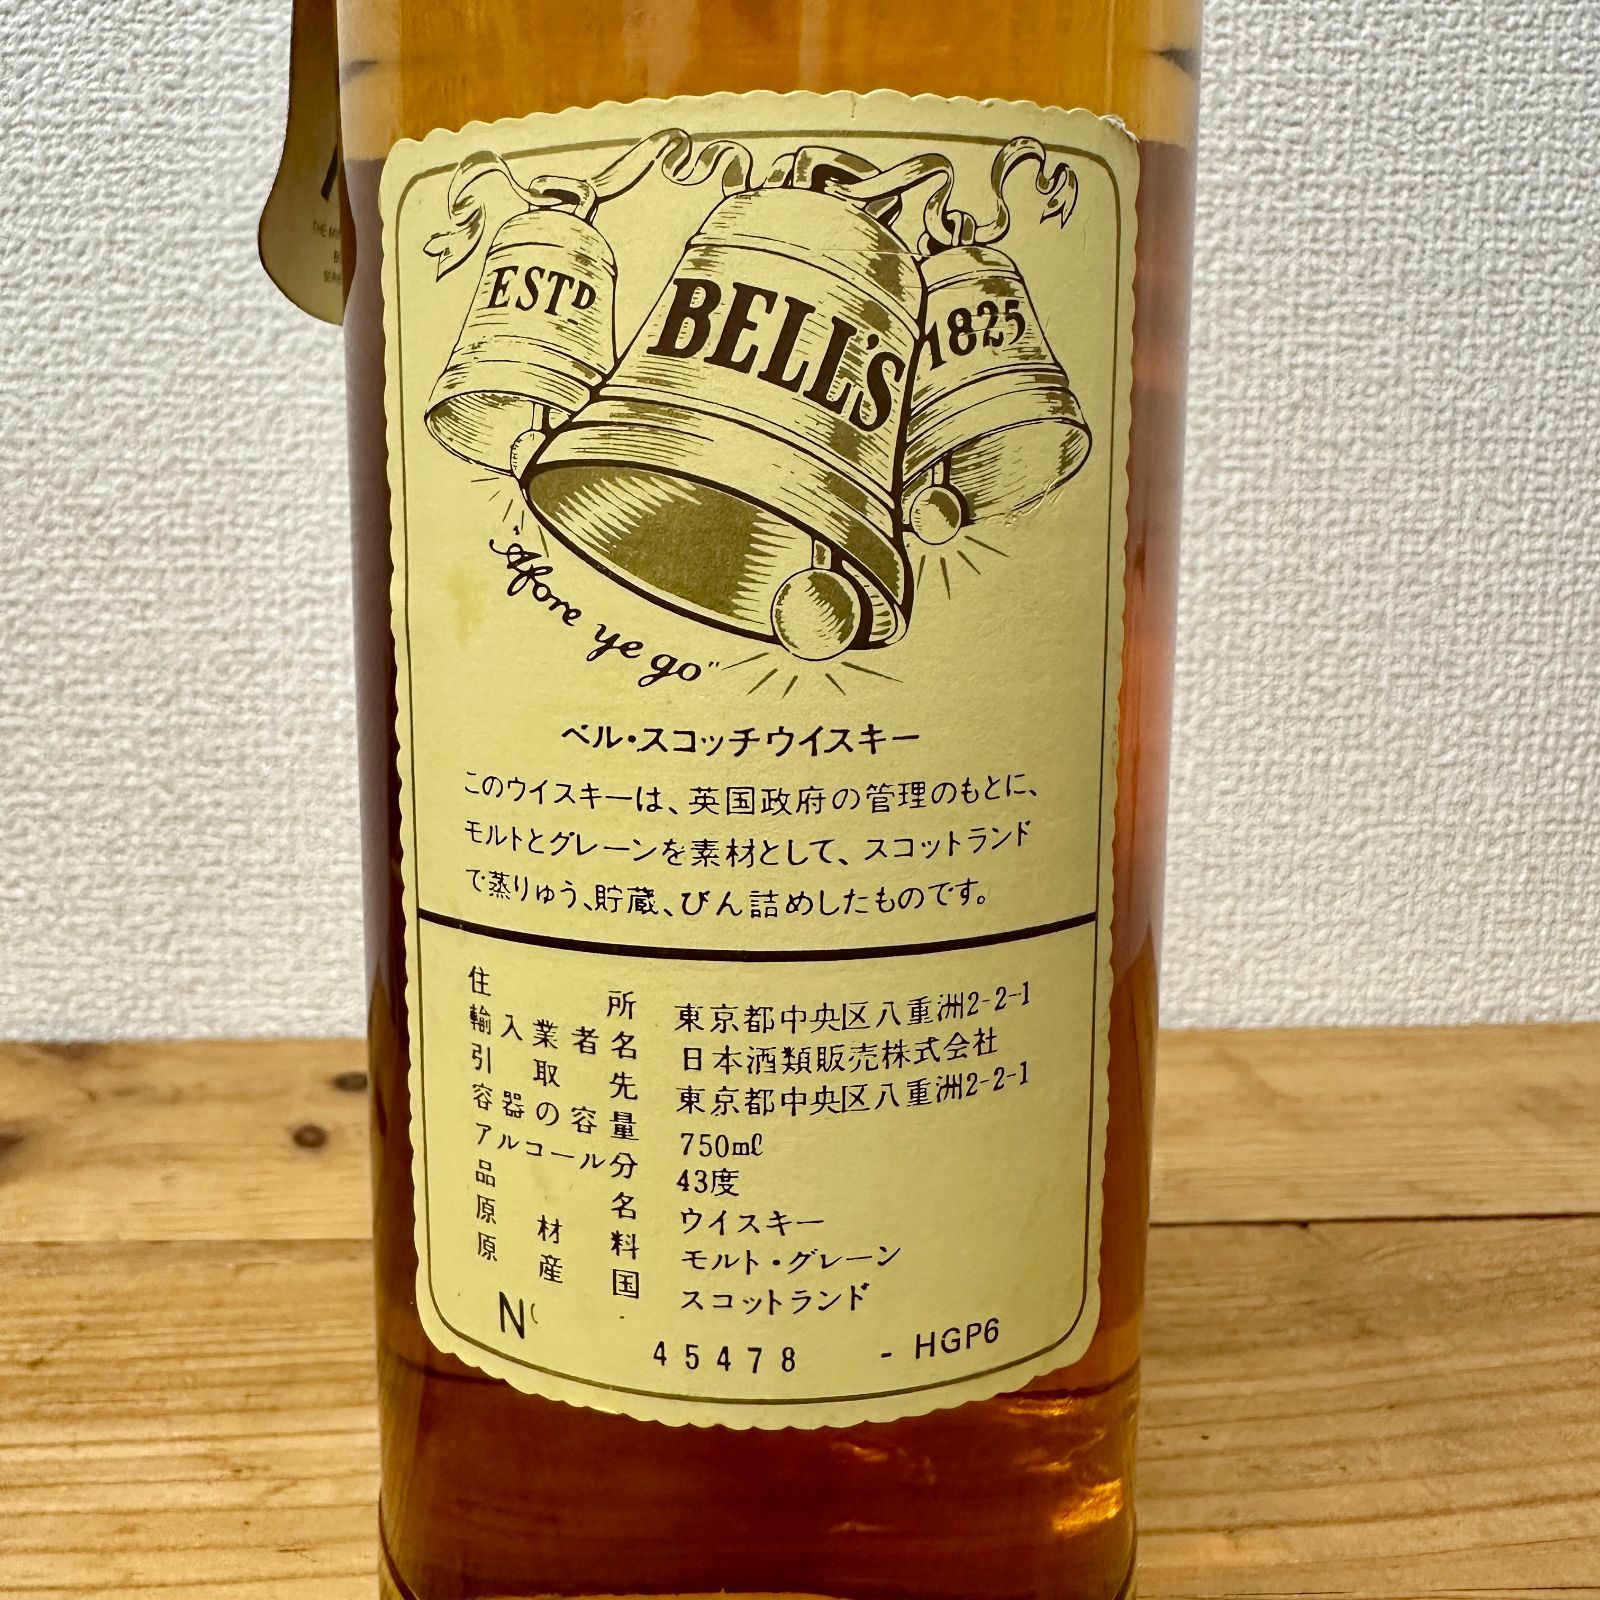 ESTD
BELL'S
1825
"Afore ye go"
ベル・スコッチウイスキー
このウイスキーは、英国政府の管理のもとに、
モルトとグレーンを素材として、スコットランド
で蒸りゅう、貯蔵、びん詰めしたものです。
住所 東京都中央区八重洲2-2-1
輸入業者名 日本酒類販売株式会社
引取先 東京都中央区八重洲2-2-1
容器の容量 750mℓ
アルコール分 43度
品名 ウイスキー
原材料 モルト・グレーン
原産国 スコットランド
N 45478 - HGP6